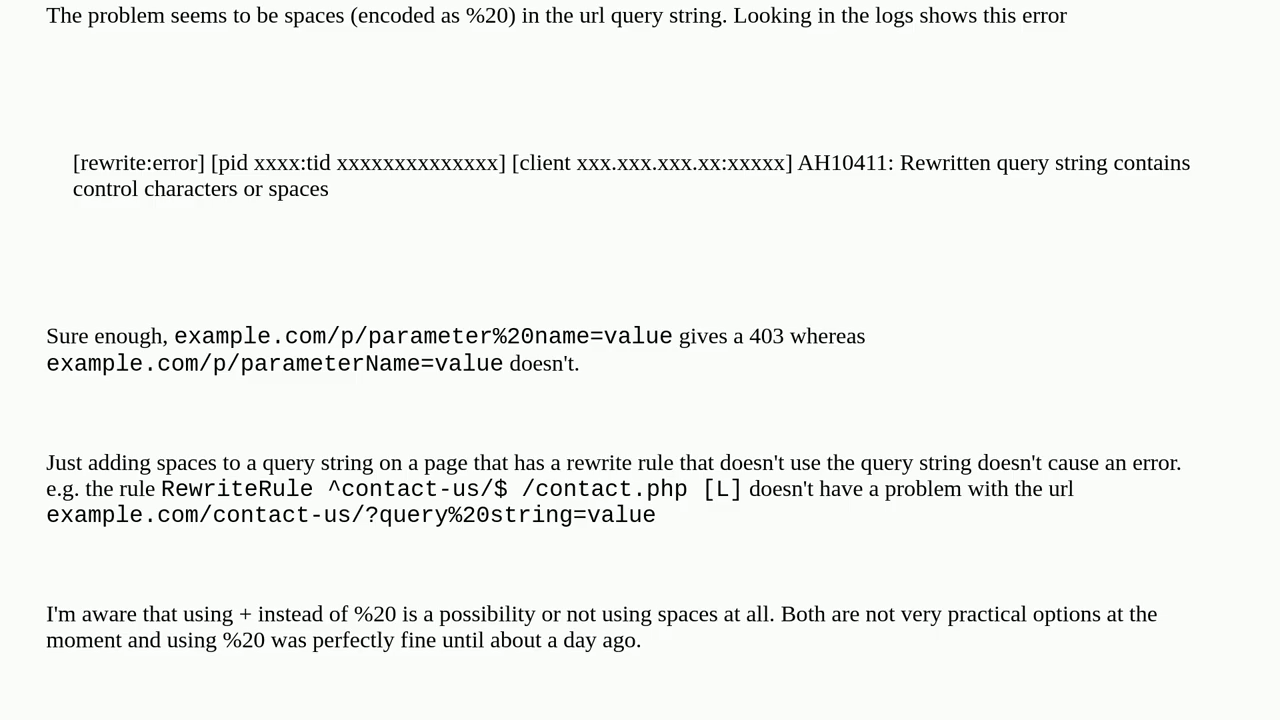 The problem seems to be spaces (encoded as %20) in the url query string. Looking in the logs shows this error
[rewrite:error] [pid xxxx:tid xxxxxxxxxxxxxx] [client xxx.xxx.xxx.xx:xxxxx] AH10411: Rewritten query string contains
control characters or spaces
Sure enough, example.com/p/parameter%20name=value gives a 403 whereas
example.com/p/parameterName=value doesn't.
Just adding spaces to a query string on a page that has a rewrite rule that doesn't use the query string doesn't cause an error.
e.g. the rule RewriteRule ^contact-us/$ /contact.php [L] doesn't have a problem with the url
example.com/contact-us/?query%20string=value
I'm aware that using + instead of %20 is a possibility or not using spaces at all. Both are not very practical options at the
moment and using %20 was perfectly fine until about a day ago.